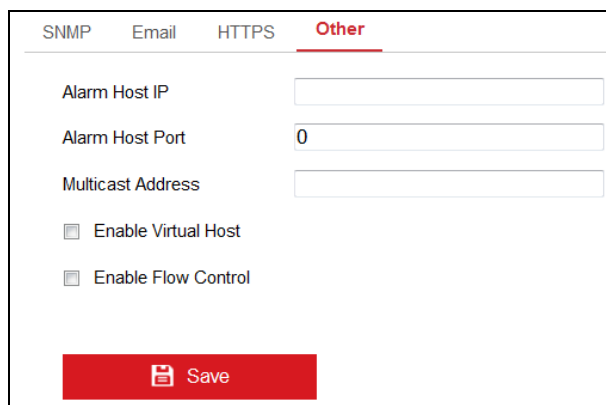 SNMP Email HTTPS Other
Alarm Host IP
Alarm Host Port 0
Multicast Address
Enable Virtual Host
Enable Flow Control
Save